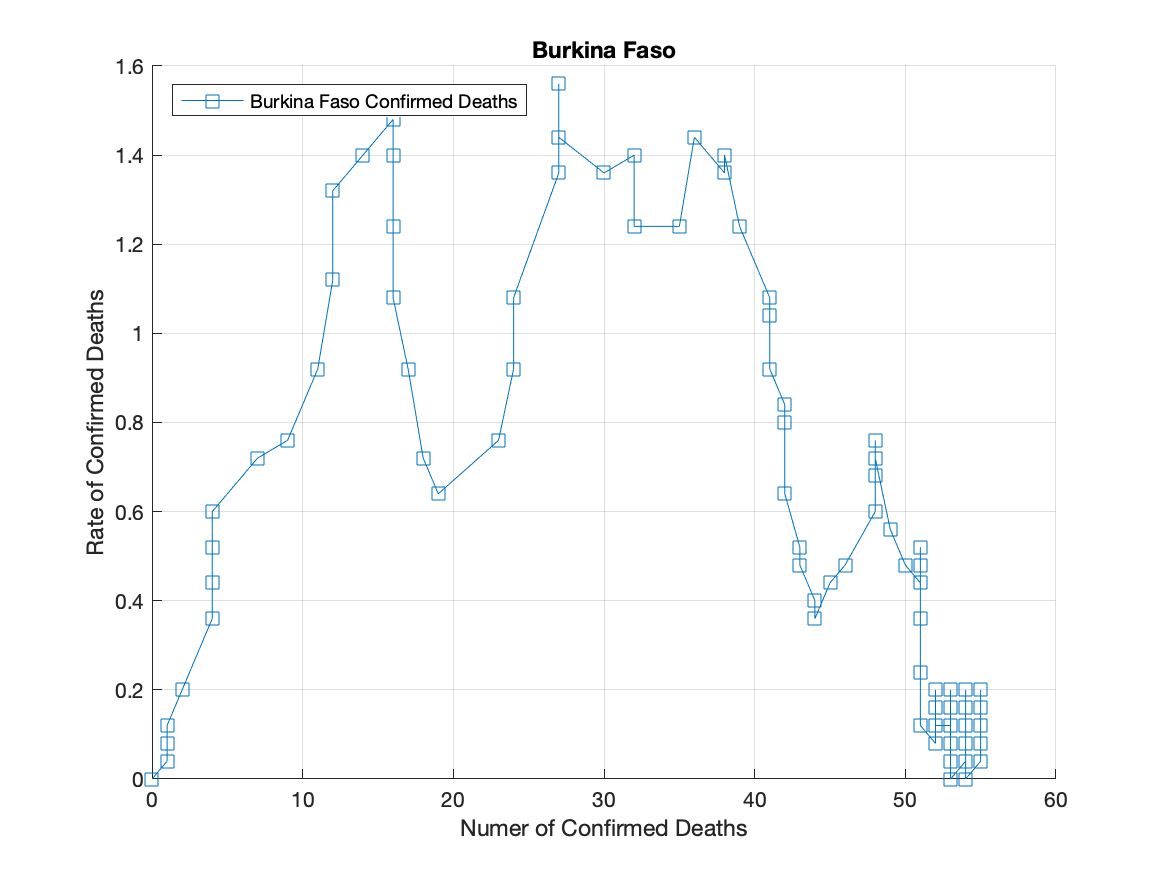 Burkina Faso
Burkina Faso Confirmed Deaths
1.6
1.4
1.2
1
0.8
0.6
0.4
0.2
0
Rate of Confirmed Deaths
0 10 20 30 40 50 60
Numer of Confirmed Deaths